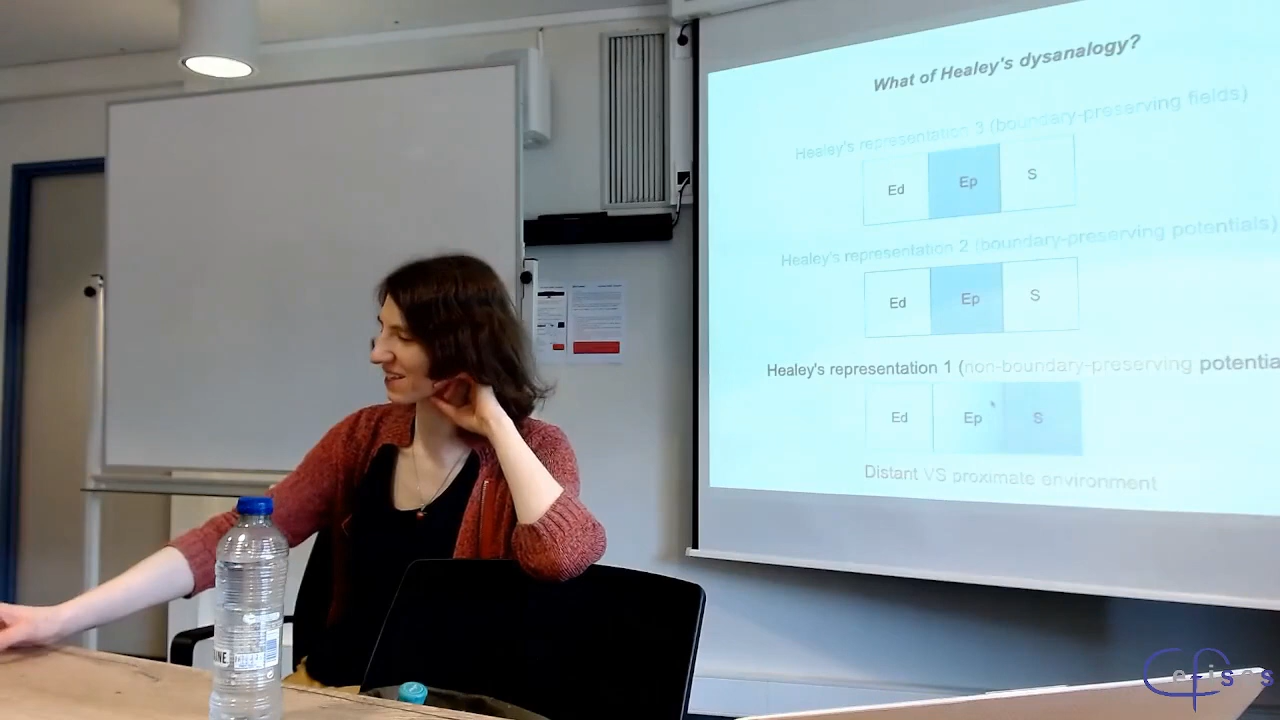 What of Healey's dysanalogy?
Healey's representation 3 (boundary-preserving fields)
Ed Ep S
Healey's representation 2 (boundary-preserving potentials)
Ed Ep S
Healey's representation 1 (non-boundary-preserving potentia
Ed Ep S
Distant VS proximate environment
efises